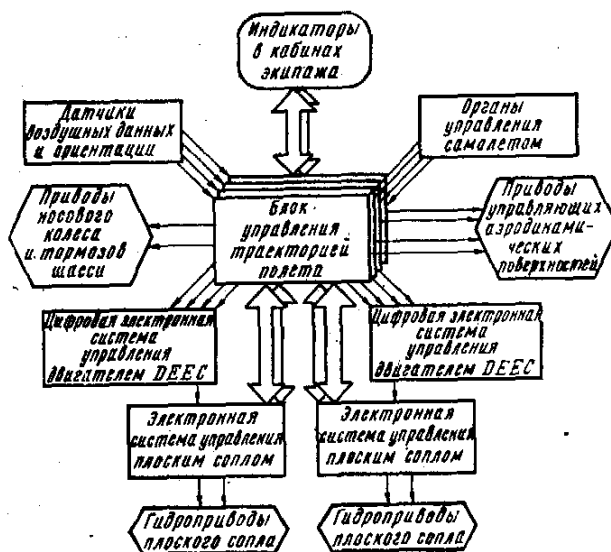 Индикаторы
в кабинах
экипажа
Датчики
воздушных данных
и ориентации
Органы
управления
самолетом
Приводы
носового
колеса
и тормозов
шасси
Блок
управления
траекторией
полета
Приводы
управляющих
аэродинами-
ческих
поверхностей
Цифровая электронная
система
управления
двигателем DEEC
Цифровая электронная
система
управления
двигателем DEEC
Электронная
система управления
плоским соплом
Электронная
система управления
плоским соплом
Гидроприводы
плоского сопла
Гидроприводы
плоского сопла